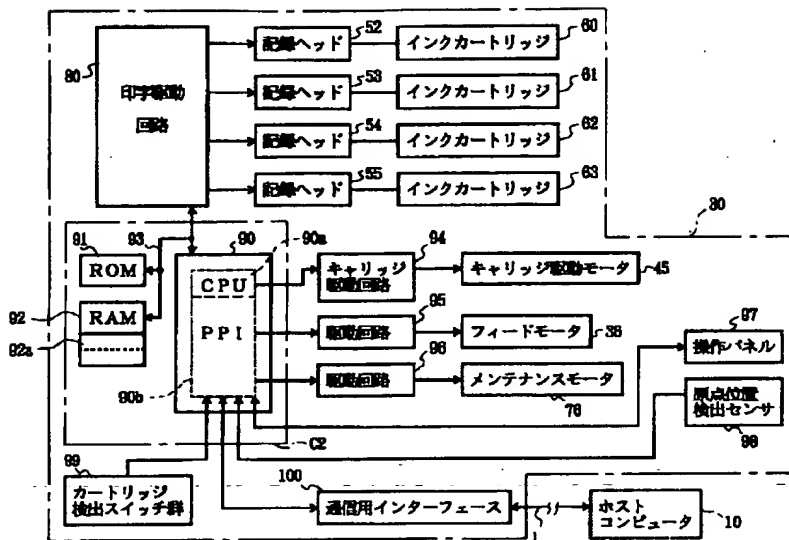 80
印字駆動
回路
記録ヘッド
52
インクカートリッジ
60
記録ヘッド
53
インクカートリッジ
61
記録ヘッド
54
インクカートリッジ
62
記録ヘッド
55
インクカートリッジ
63
30
91
93
90
90a
ROM
92
RAM
92a
CPU
PPI
90b
キャリッジ
駆動回路
94
キャリッジ駆動モータ
45
駆動回路
95
フィードモータ
36
駆動回路
96
メンテナンスモータ
76
97
操作パネル
原点位置
検出センサ
98
C2
99
カートリッジ
検出スイッチ群
100
通信用インターフェース
ホスト
コンピュータ
10